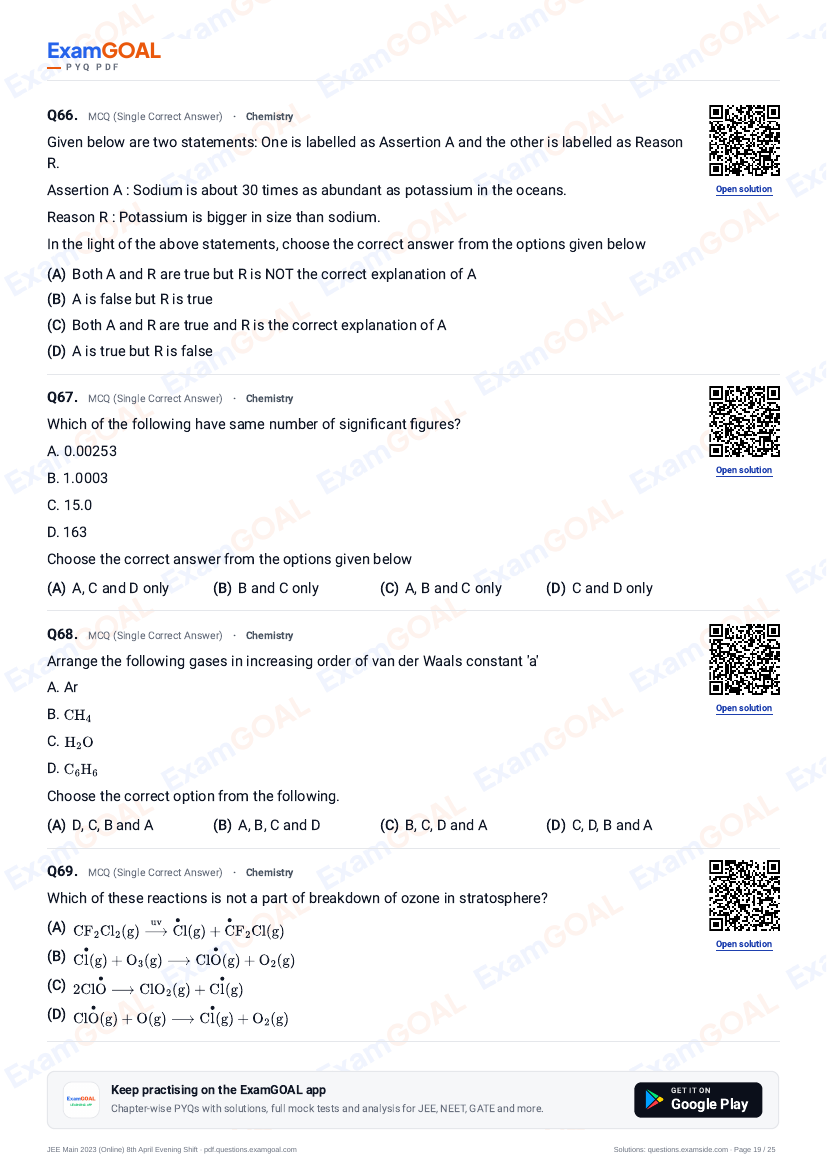 ExamGOAL
PYQ PDF
Q66. MCQ (Single Correct Answer) · Chemistry
Given below are two statements: One is labelled as Assertion A and the other is labelled as Reason
R.
Open solution
Assertion A : Sodium is about 30 times as abundant as potassium in the oceans.
Reason R : Potassium is bigger in size than sodium.
In the light of the above statements, choose the correct answer from the options given below
(A) Both A and R are true but R is NOT the correct explanation of A
(B) A is false but R is true
(C) Both A and R are true and R is the correct explanation of A
(D) A is true but R is false
Q67. MCQ (Single Correct Answer) · Chemistry
Which of the following have same number of significant figures?
A. 0.00253
B. 1.0003
Open solution
C. 15.0
D. 163
Choose the correct answer from the options given below
(A) A, C and D only (B) B and C only (C) A, B and C only (D) C and D only
Q68. MCQ (Single Correct Answer) · Chemistry
Arrange the following gases in increasing order of van der Waals constant 'a'
A. Ar
B. CH₄
Open solution
C. H₂O
D. C₆H₆
Choose the correct option from the following.
(A) D, C, B and A (B) A, B, C and D (C) B, C, D and A (D) C, D, B and A
Q69. MCQ (Single Correct Answer) · Chemistry
Which of these reactions is not a part of breakdown of ozone in stratosphere?
(A) CF₂Cl₂(g) —uv→ Ċl(g) + ĊF₂Cl(g)
Open solution
(B) Cl̇(g) + O₃(g) ⟶ ClȮ(g) + O₂(g)
(C) 2ClȮ ⟶ ClO₂(g) + Cl̇(g)
(D) ClȮ(g) + O(g) ⟶ Cl̇(g) + O₂(g)
ExamGOAL
Keep practising on the ExamGOAL app
Chapter-wise PYQs with solutions, full mock tests and analysis for JEE, NEET, GATE and more.
GET IT ON
Google Play
JEE Main 2023 (Online) 8th April Evening Shift · pdf.questions.examgoal.com
Solutions: questions.examside.com · Page 19 / 25